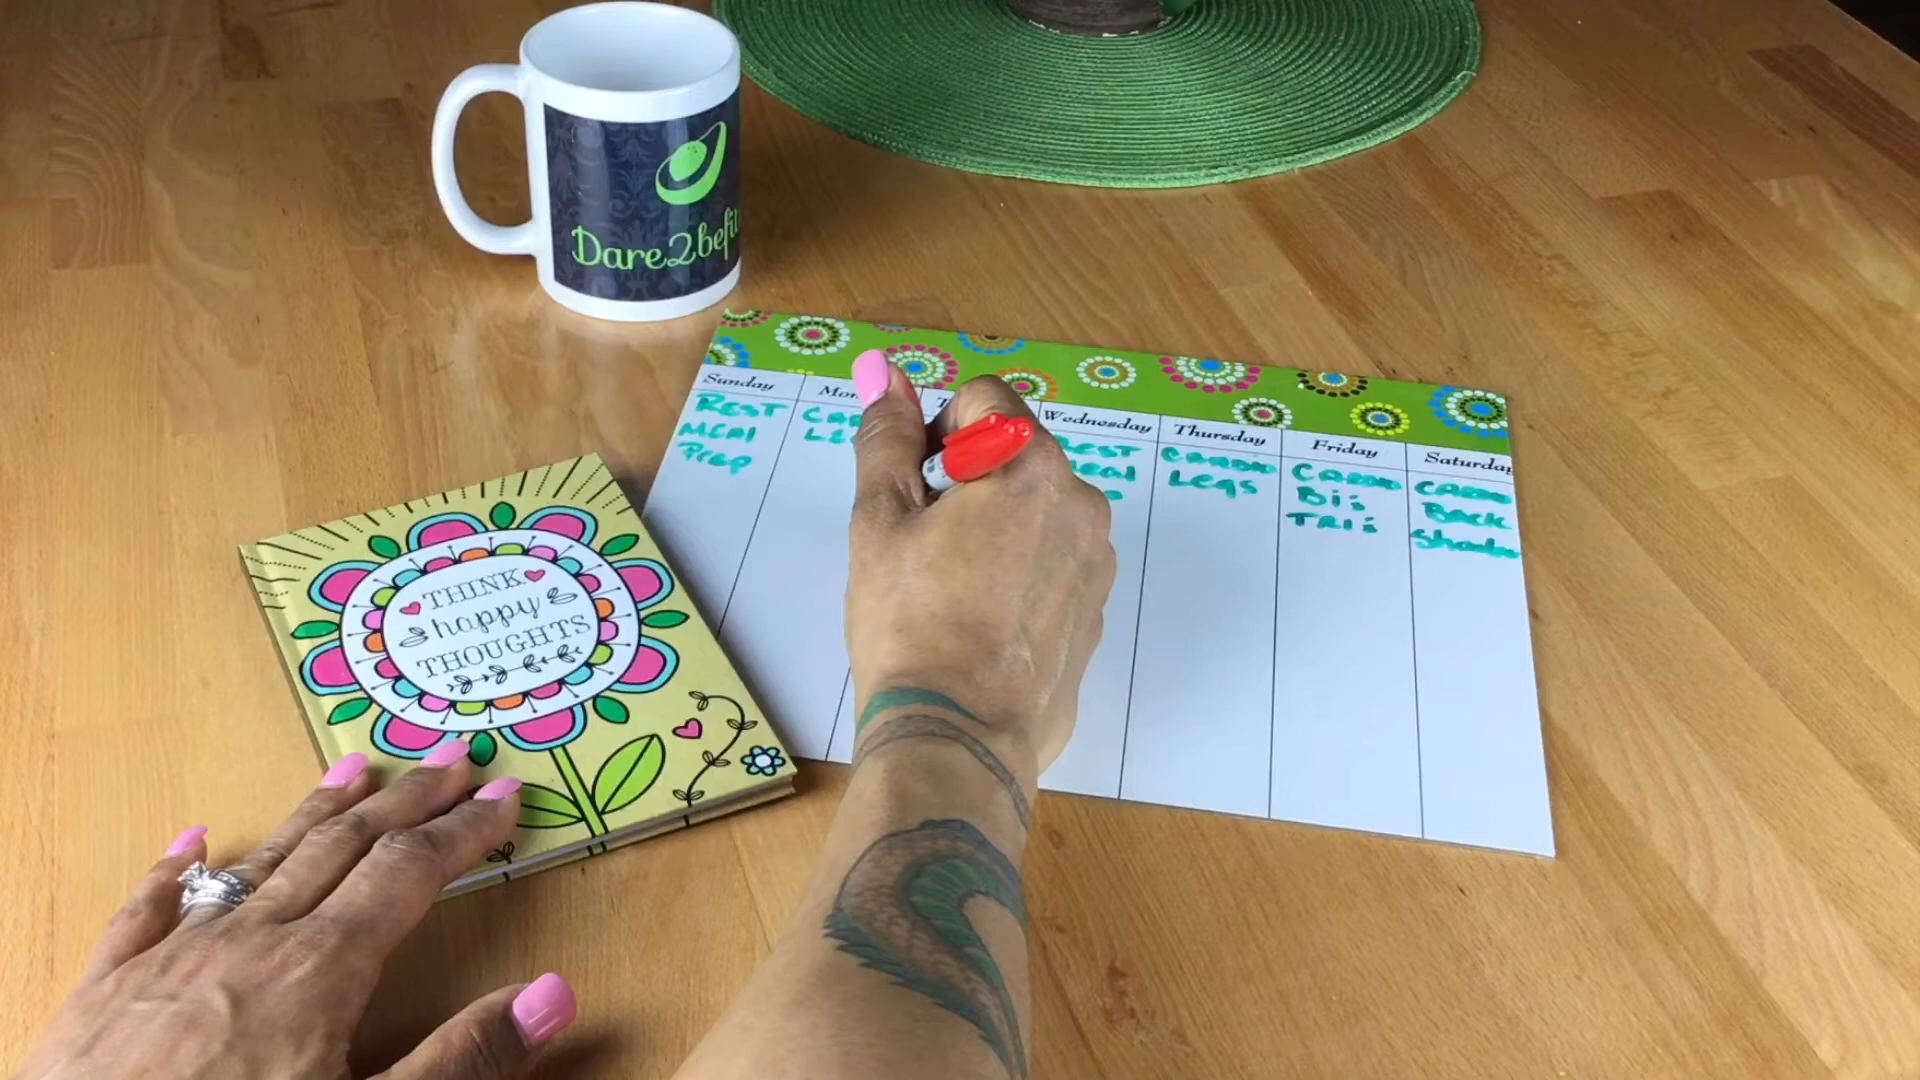 Dare2befit
Sunday
Wednesday
Thursday
Friday
Saturday
REST
MEAl
Prep
REST
CARDIO
Legs
CARDIO
Bi's
TRI's
CARDIO
BACK
THINK
happy
THOUGHTS